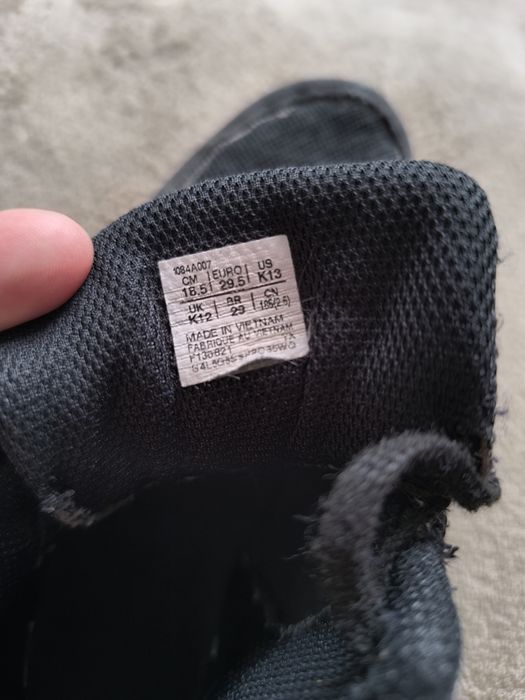 1084A007
CM EURO US
18.5 29.5 K13
UK BR CN
K12 29 185(2.5)
MADE IN VIETNAM
FABRIQUE AU VIETNAM
F130821